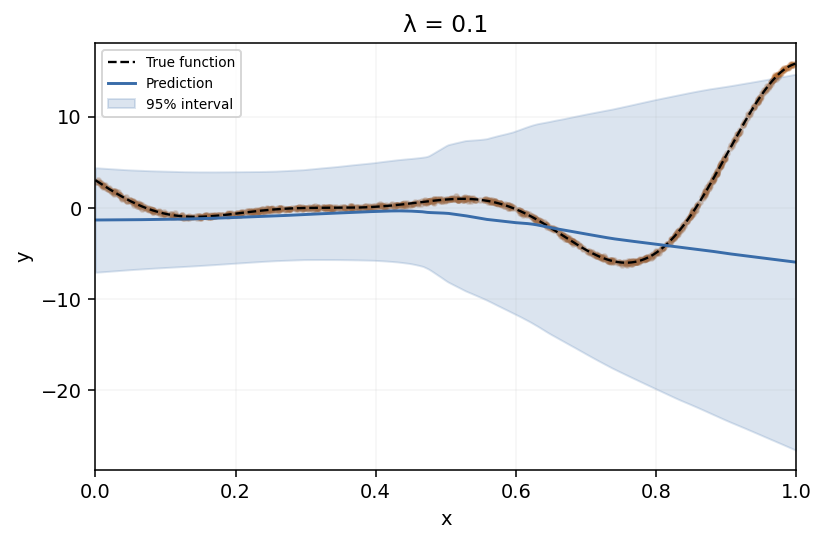 λ = 0.1
True function
Prediction
95% interval
y
10
0
−10
−20
0.0 0.2 0.4 0.6 0.8 1.0
x